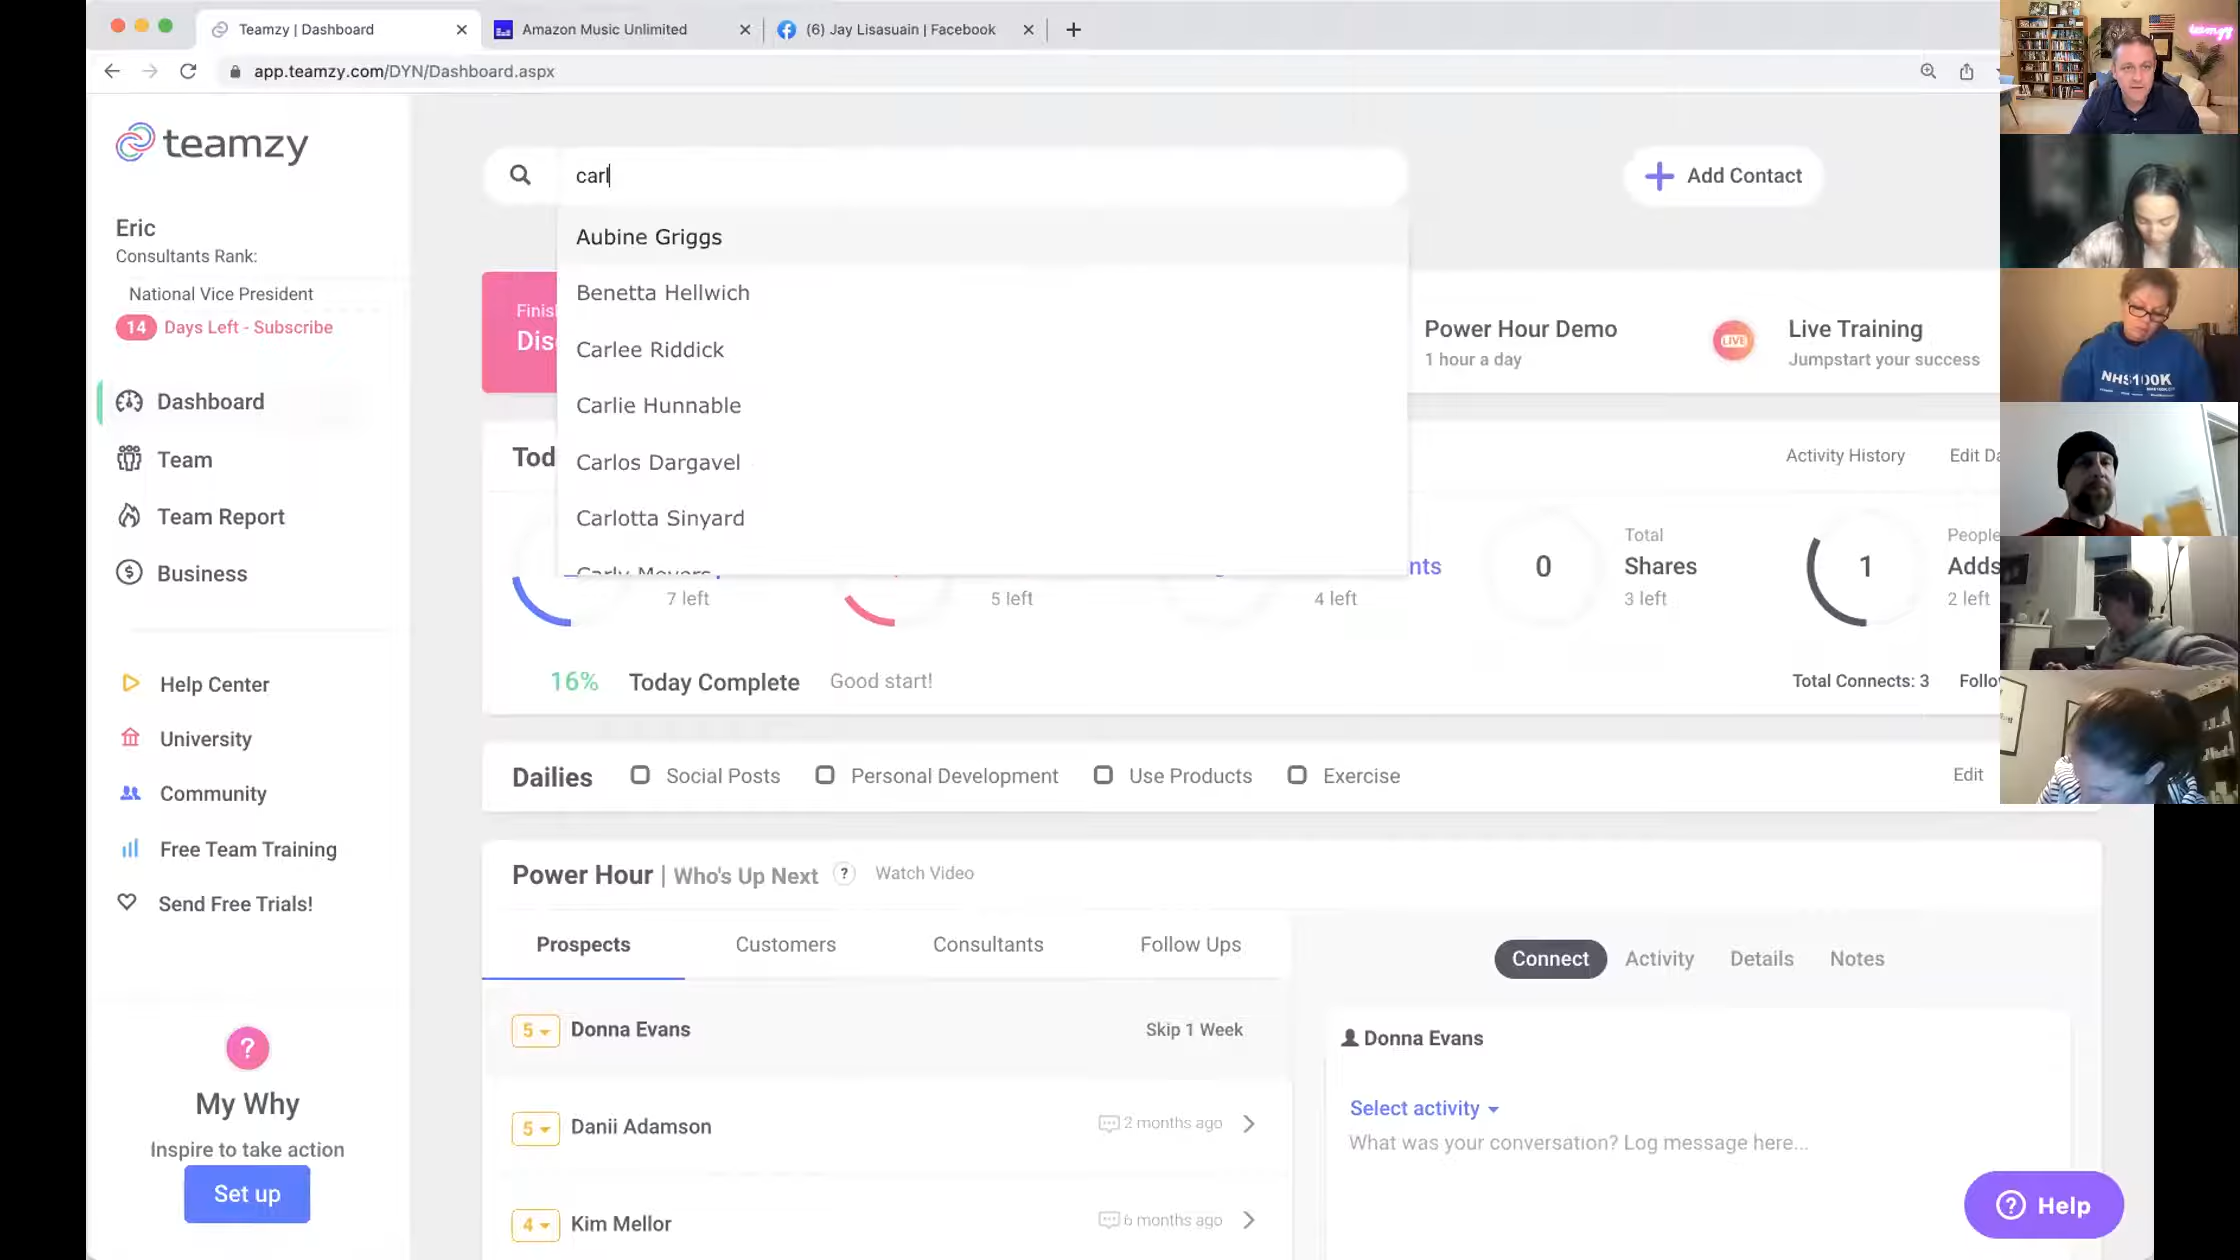 Teamzy | Dashboard
Amazon Music Unlimited
(6) Jay Lisasuain | Facebook
app.teamzy.com/DYN/Dashboard.aspx
teamzy
teamzy
carl
Add Contact
Eric
Consultants Rank:
National Vice President
14 Days Left - Subscribe
Aubine Griggs
Benetta Hellwich
Carlee Riddick
Carlie Hunnable
Carlos Dargavel
Carlotta Sinyard
Carly Meyers
Power Hour Demo
1 hour a day
LIVE
Live Training
Jumpstart your success
NHS100K
Dashboard
Team
Team Report
Business
Activity History
7 left
5 left
4 left
0
Total
Shares
3 left
1
Adds
2 left
16% Today Complete Good start!
Total Connects: 3
Help Center
University
Community
Free Team Training
Send Free Trials!
Dailies
Social Posts
Personal Development
Use Products
Exercise
Edit
Power Hour | Who's Up Next ? Watch Video
Prospects
Customers
Consultants
Follow Ups
Connect
Activity
Details
Notes
5 Donna Evans Skip 1 Week
5 Danii Adamson 2 months ago
4 Kim Mellor 6 months ago
Donna Evans
Select activity
What was your conversation? Log message here...
?
My Why
Inspire to take action
Set up
? Help